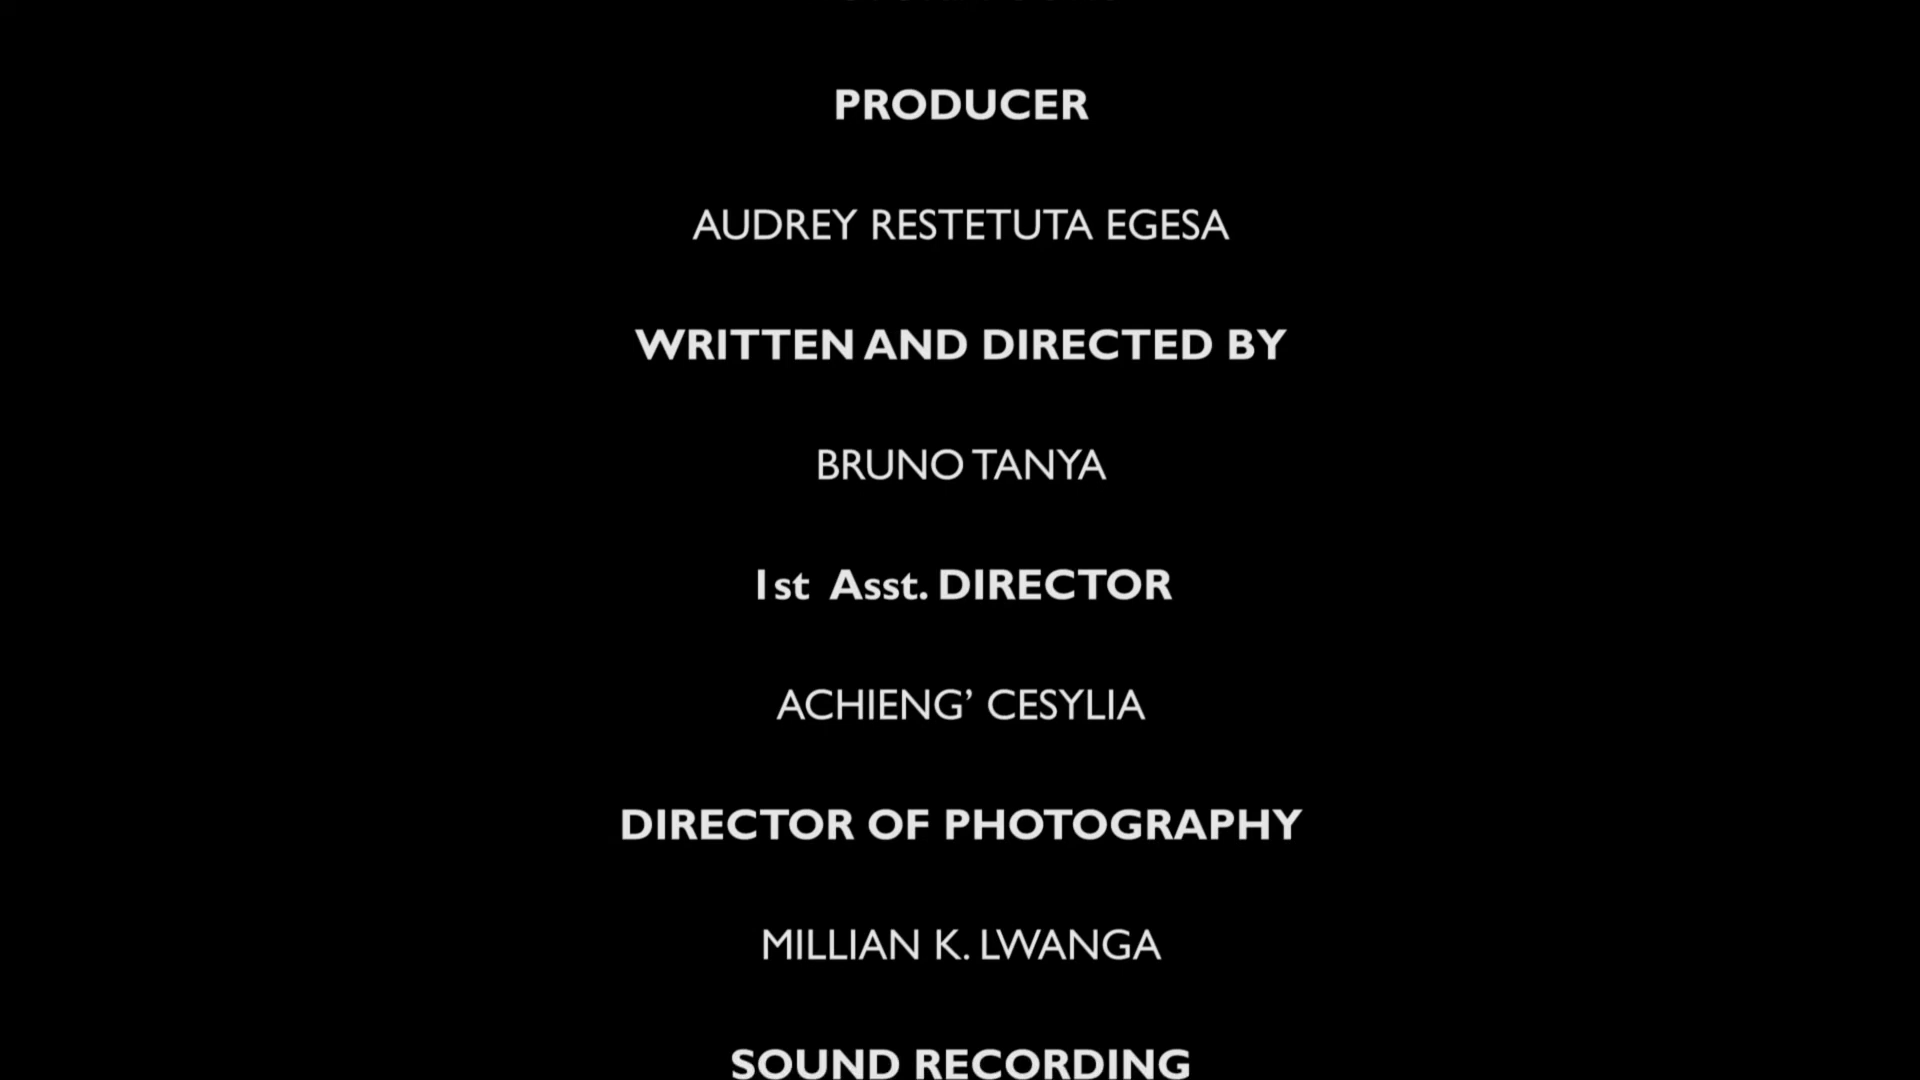 PRODUCER
AUDREY RESTETUTA EGESA
WRITTEN AND DIRECTED BY
BRUNO TANYA
1st Asst. DIRECTOR
ACHIENG’ CESYLIA
DIRECTOR OF PHOTOGRAPHY
MILLIAN K. LWANGA
SOUND RECORDING